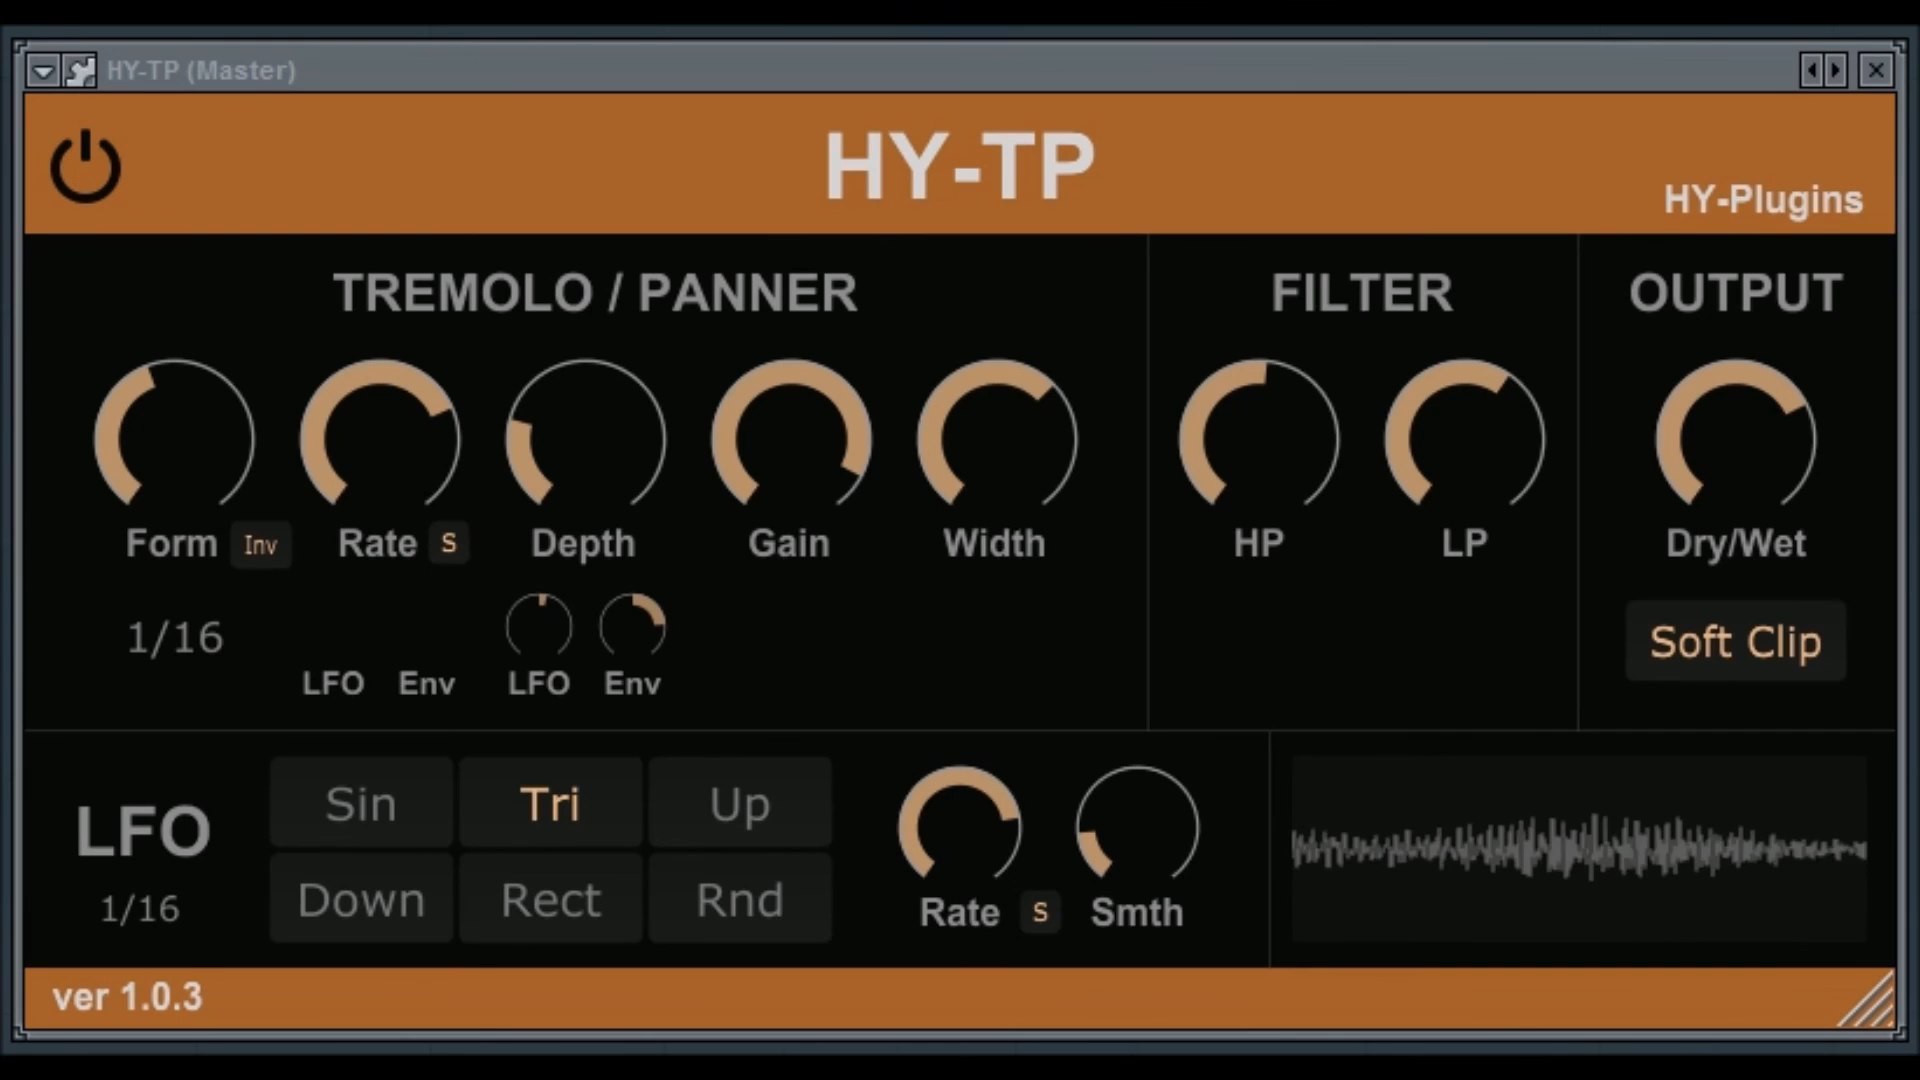 HY-TP (Master)
HY-TP
HY-Plugins
TREMOLO / PANNER
FILTER
OUTPUT
Form Inv Rate S Depth Gain Width
HP LP
Dry/Wet
1/16
LFO Env LFO Env
Soft Clip
LFO
1/16
Sin Tri Up
Down Rect Rnd
Rate S Smth
ver 1.0.3